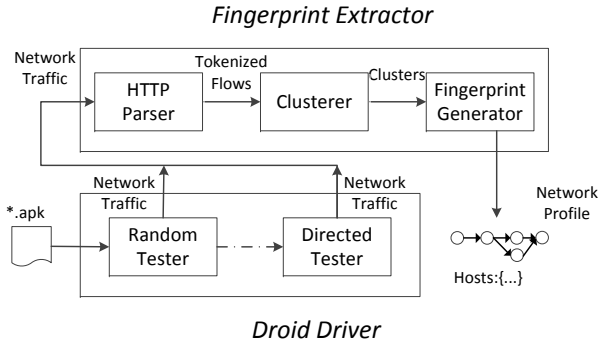 Fingerprint Extractor
Network
Traffic
HTTP
Parser
Tokenized
Flows
Clusterer
Clusters
Fingerprint
Generator
Network
Traffic
Network
Traffic
*.apk
Random
Tester
Directed
Tester
Network
Profile
Hosts:{...}
Droid Driver